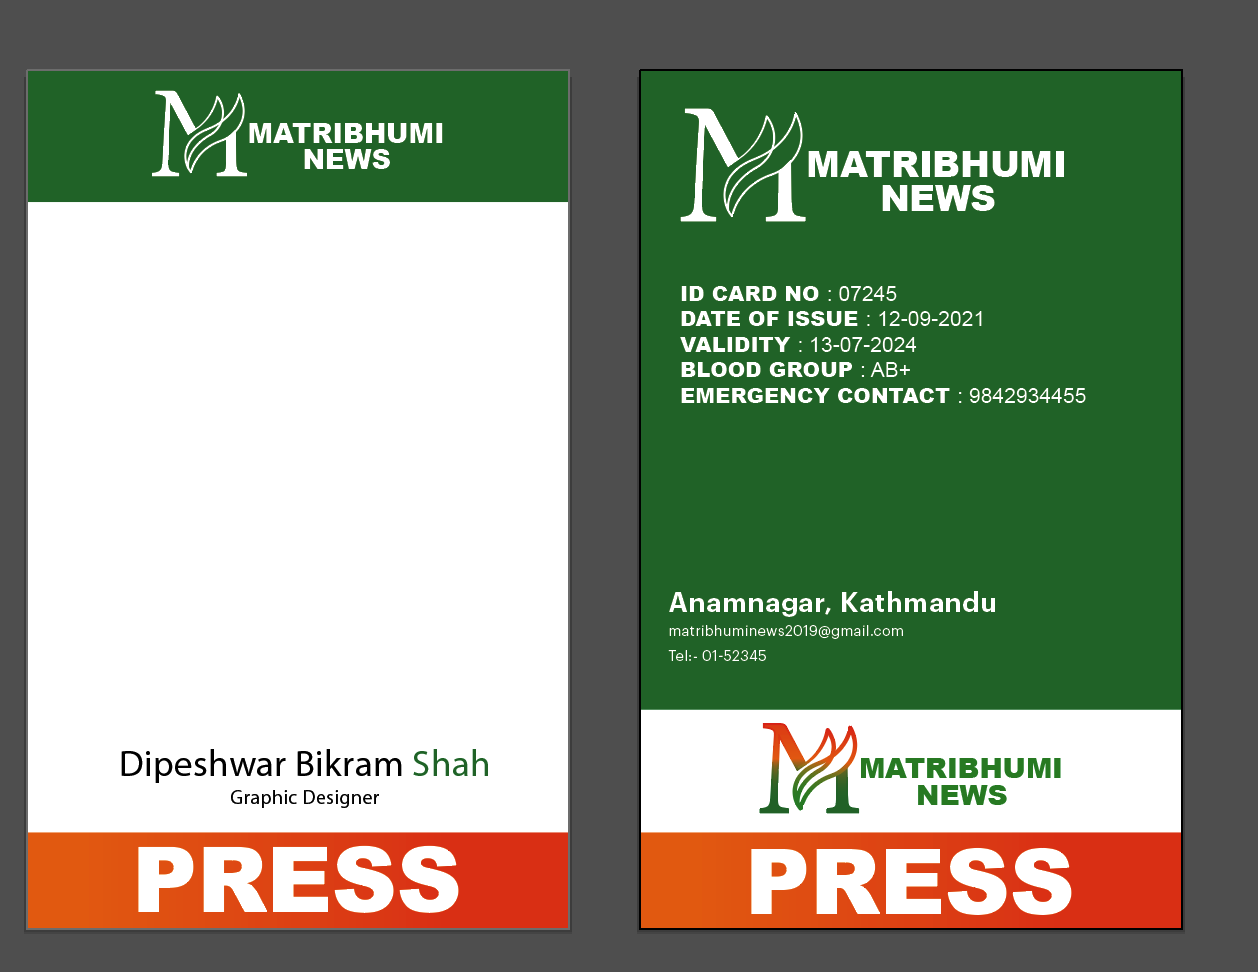 MATRIBHUMI
NEWS
Dipeshwar Bikram Shah
Graphic Designer
PRESS
MATRIBHUMI
NEWS
ID CARD NO : 07245
DATE OF ISSUE : 12-09-2021
VALIDITY : 13-07-2024
BLOOD GROUP : AB+
EMERGENCY CONTACT : 9842934455
Anamnagar, Kathmandu
matribhuminews2019@gmail.com
Tel:- 01-52345
MATRIBHUMI
NEWS
PRESS